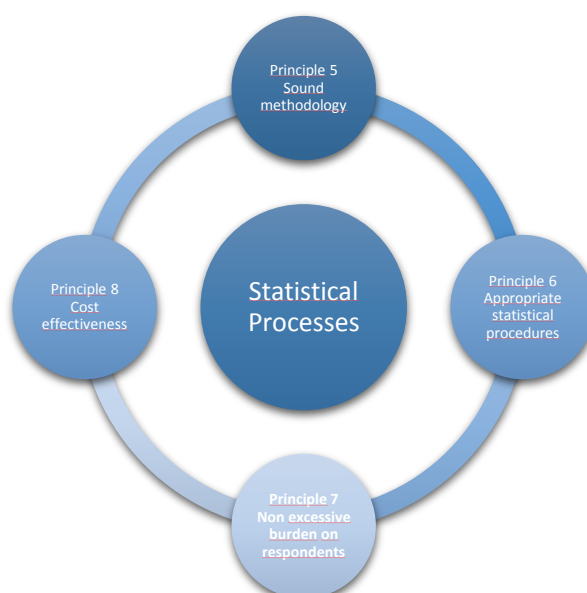 Principle 5
Sound
methodology
Principle 8
Cost
effectiveness
Statistical
Processes
Principle 6
Appropriate
statistical
procedures
Principle 7
Non excessive
burden on
respondents